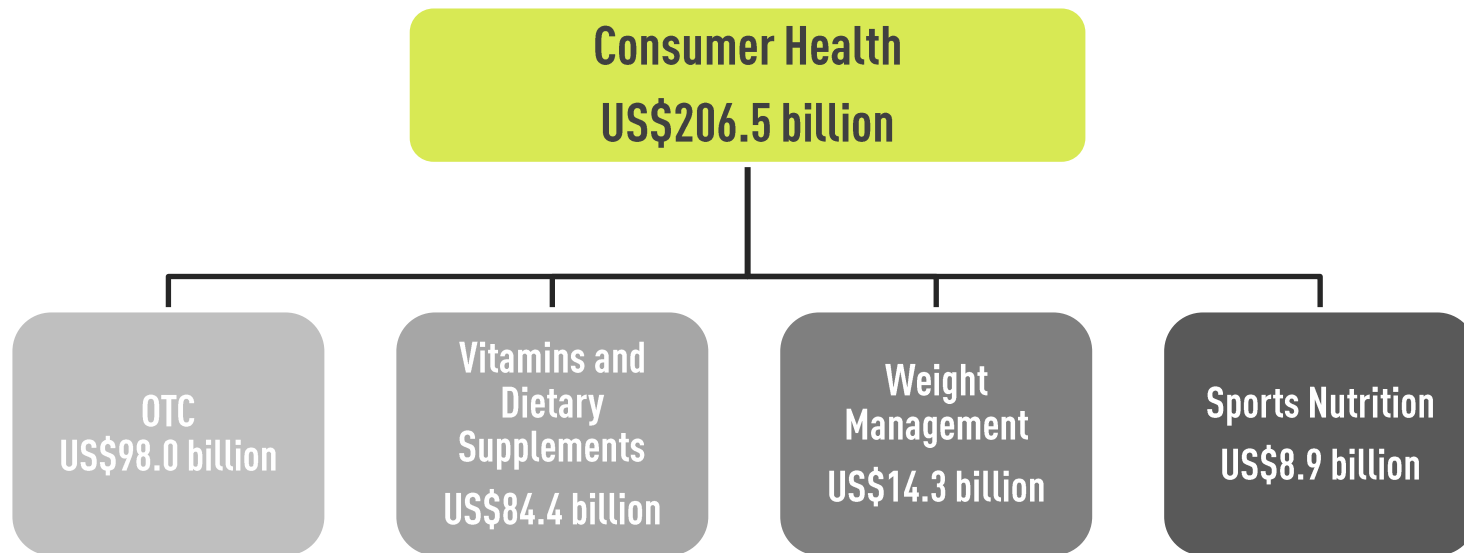 Consumer Health
US$206.5 billion
OTC
US$98.0 billion
Vitamins and
Dietary
Supplements
US$84.4 billion
Weight
Management
US$14.3 billion
Sports Nutrition
US$8.9 billion